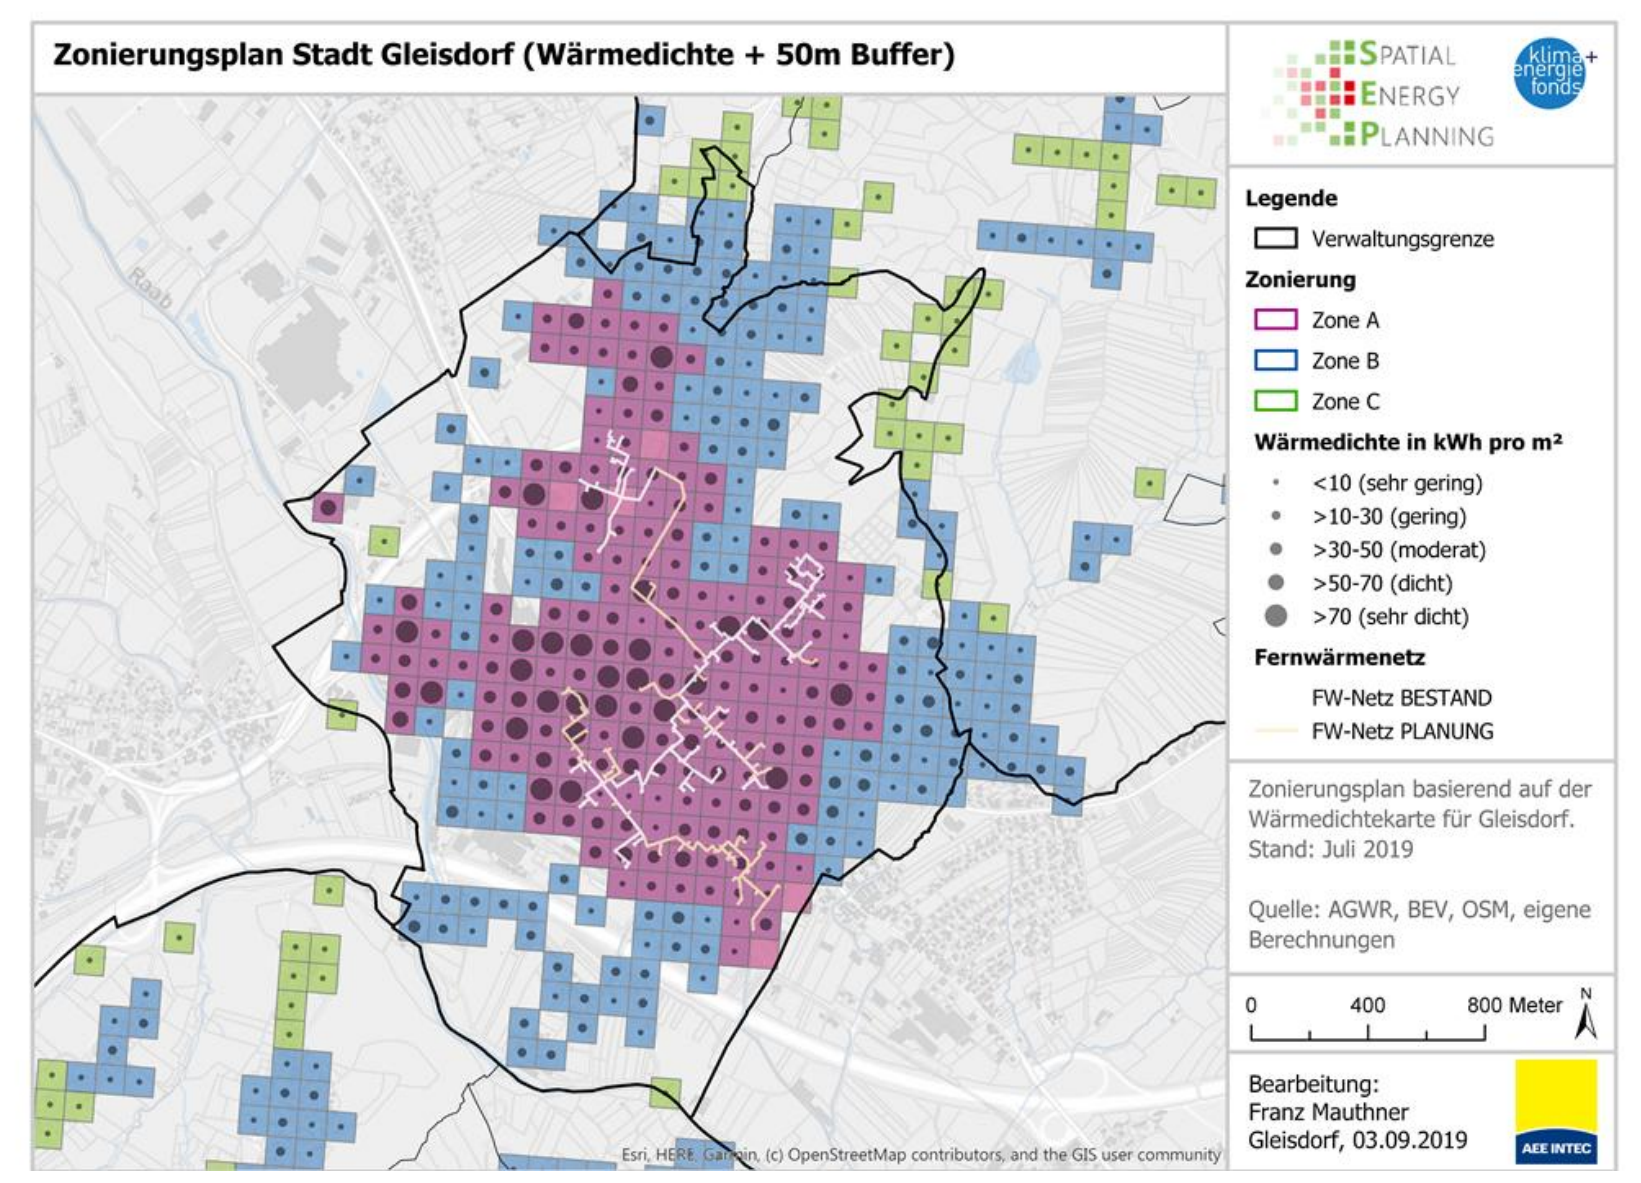 Zonierungsplan Stadt Gleisdorf (Wärmedichte + 50m Buffer)
SPATIAL
ENERGY
PLANNING
klima+
energie
fonds
Legende
Verwaltungsgrenze
Zonierung
Zone A
Zone B
Zone C
Wärmedichte in kWh pro m²
<10 (sehr gering)
>10-30 (gering)
>30-50 (moderat)
>50-70 (dicht)
>70 (sehr dicht)
Fernwärmenetz
FW-Netz BESTAND
FW-Netz PLANUNG
Zonierungsplan basierend auf der
Wärmedichtekarte für Gleisdorf.
Stand: Juli 2019
Quelle: AGWR, BEV, OSM, eigene
Berechnungen
0 400 800 Meter
N
Bearbeitung:
Franz Mauthner
Gleisdorf, 03.09.2019
AEE INTEC
Raab
Esri, HERE, Garmin, (c) OpenStreetMap contributors, and the GIS user community